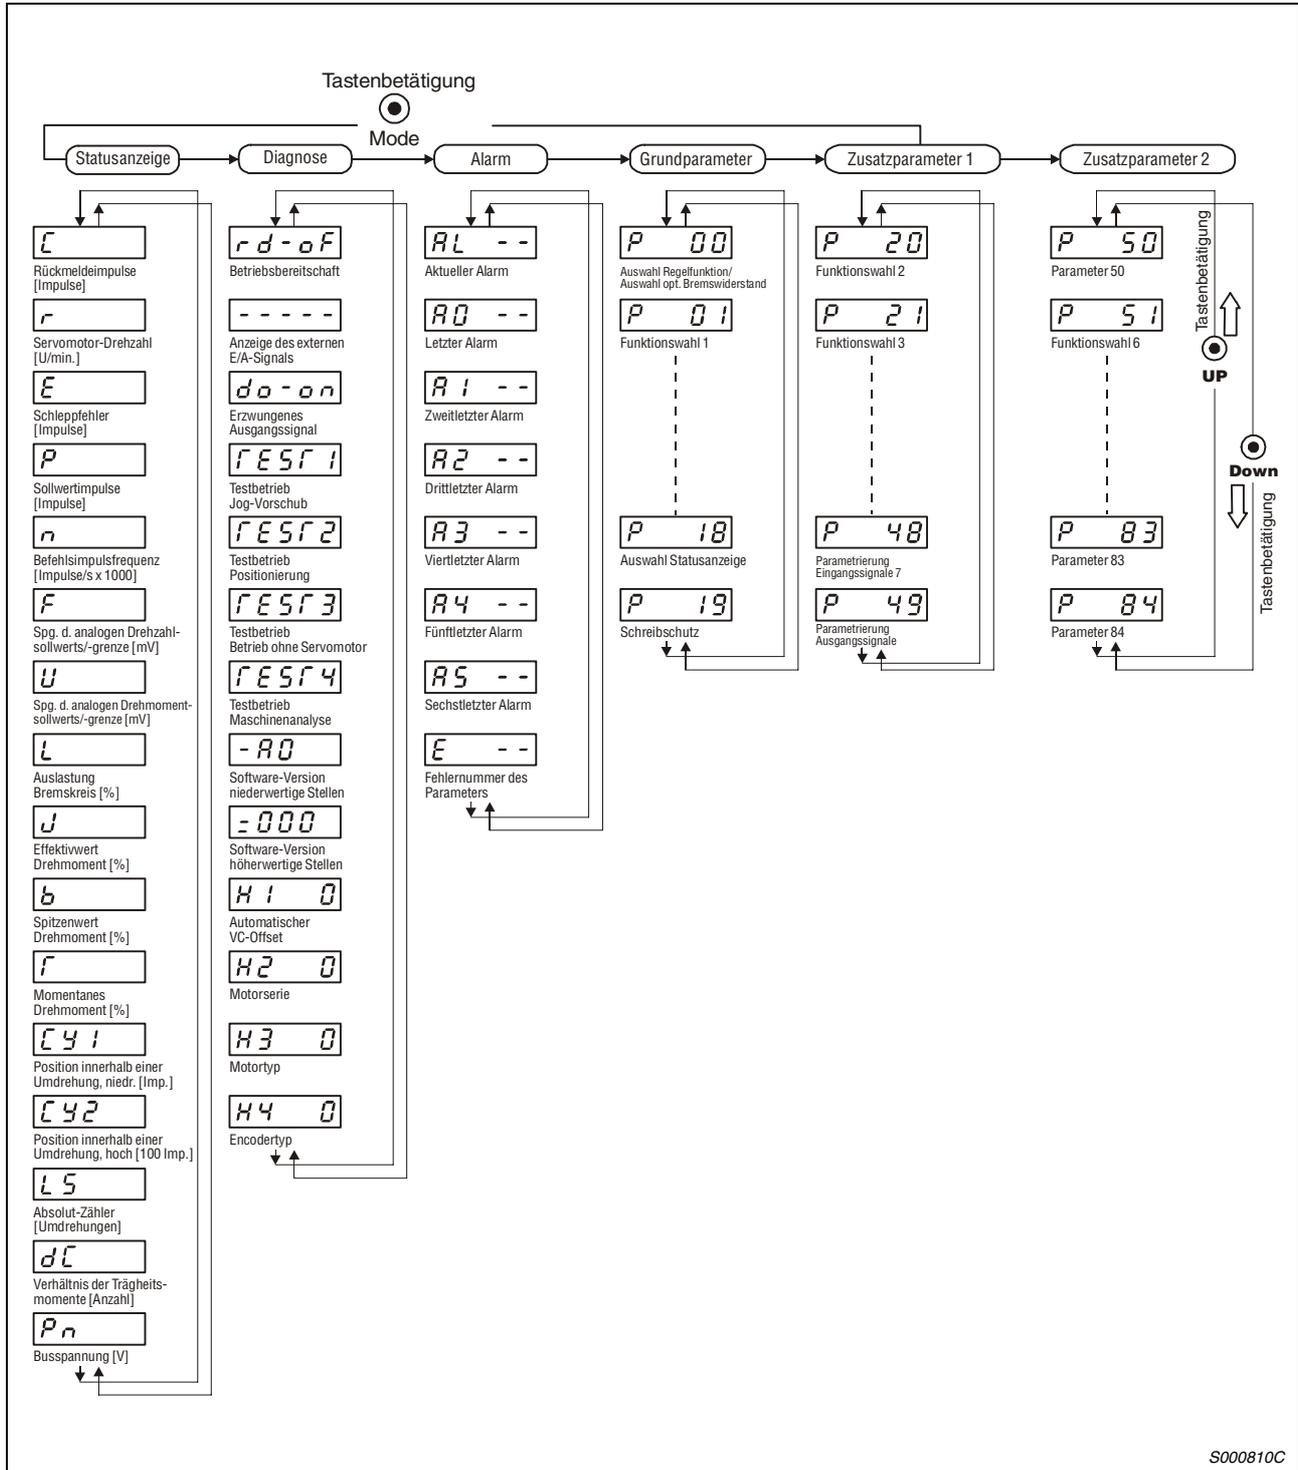 Tastenbetätigung
Mode
Statusanzeige
Diagnose
Alarm
Grundparameter
Zusatzparameter 1
Zusatzparameter 2
C
Rückmeldeimpulse
[Impulse]
r
Servomotor-Drehzahl
[U/min.]
E
Schleppfehler
[Impulse]
P
Sollwertimpulse
[Impulse]
n
Befehlsimpulsfrequenz
[Impulse/s x 1000]
F
Spg. d. analogen Drehzahl-
sollwerts/-grenze [mV]
U
Spg. d. analogen Drehmoment-
sollwerts/-grenze [mV]
L
Auslastung
Bremskreis [%]
J
Effektivwert
Drehmoment [%]
b
Spitzenwert
Drehmoment [%]
T
Momentanes
Drehmoment [%]
Cy1
Position innerhalb einer
Umdrehung, niedr. [Imp.]
Cy2
Position innerhalb einer
Umdrehung, hoch [100 Imp.]
LS
Absolut-Zähler
[Umdrehungen]
dC
Verhältnis der Trägheits-
momente [Anzahl]
Pn
Busspannung [V]
rd-oF
Betriebsbereitschaft
-----
Anzeige des externen
E/A-Signals
do-on
Erzwungenes
Ausgangssignal
TEST1
Testbetrieb
Jog-Vorschub
TEST2
Testbetrieb
Positionierung
TEST3
Testbetrieb
Betrieb ohne Servomotor
TEST4
Testbetrieb
Maschinenanalyse
-A0
Software-Version
niederwertige Stellen
=000
Software-Version
höherwertige Stellen
H1 0
Automatischer
VC-Offset
H2 0
Motorserie
H3 0
Motortyp
H4 0
Encodertyp
AL --
Aktueller Alarm
A0 --
Letzter Alarm
A1 --
Zweitletzter Alarm
A2 --
Drittletzter Alarm
A3 --
Viertletzter Alarm
A4 --
Fünftletzter Alarm
A5 --
Sechstletzter Alarm
E --
Fehlernummer des
Parameters
P 00
Auswahl Regelfunktion/
Auswahl opt. Bremswiderstand
P 01
Funktionswahl 1
P 18
Auswahl Statusanzeige
P 19
Schreibschutz
P 20
Funktionswahl 2
P 21
Funktionswahl 3
P 48
Parametrierung
Eingangssignale 7
P 49
Parametrierung
Ausgangssignale
P 50
Parameter 50
P 51
Funktionswahl 6
P 83
Parameter 83
P 84
Parameter 84
Tastenbetätigung
UP
Down
Tastenbetätigung
S000810C